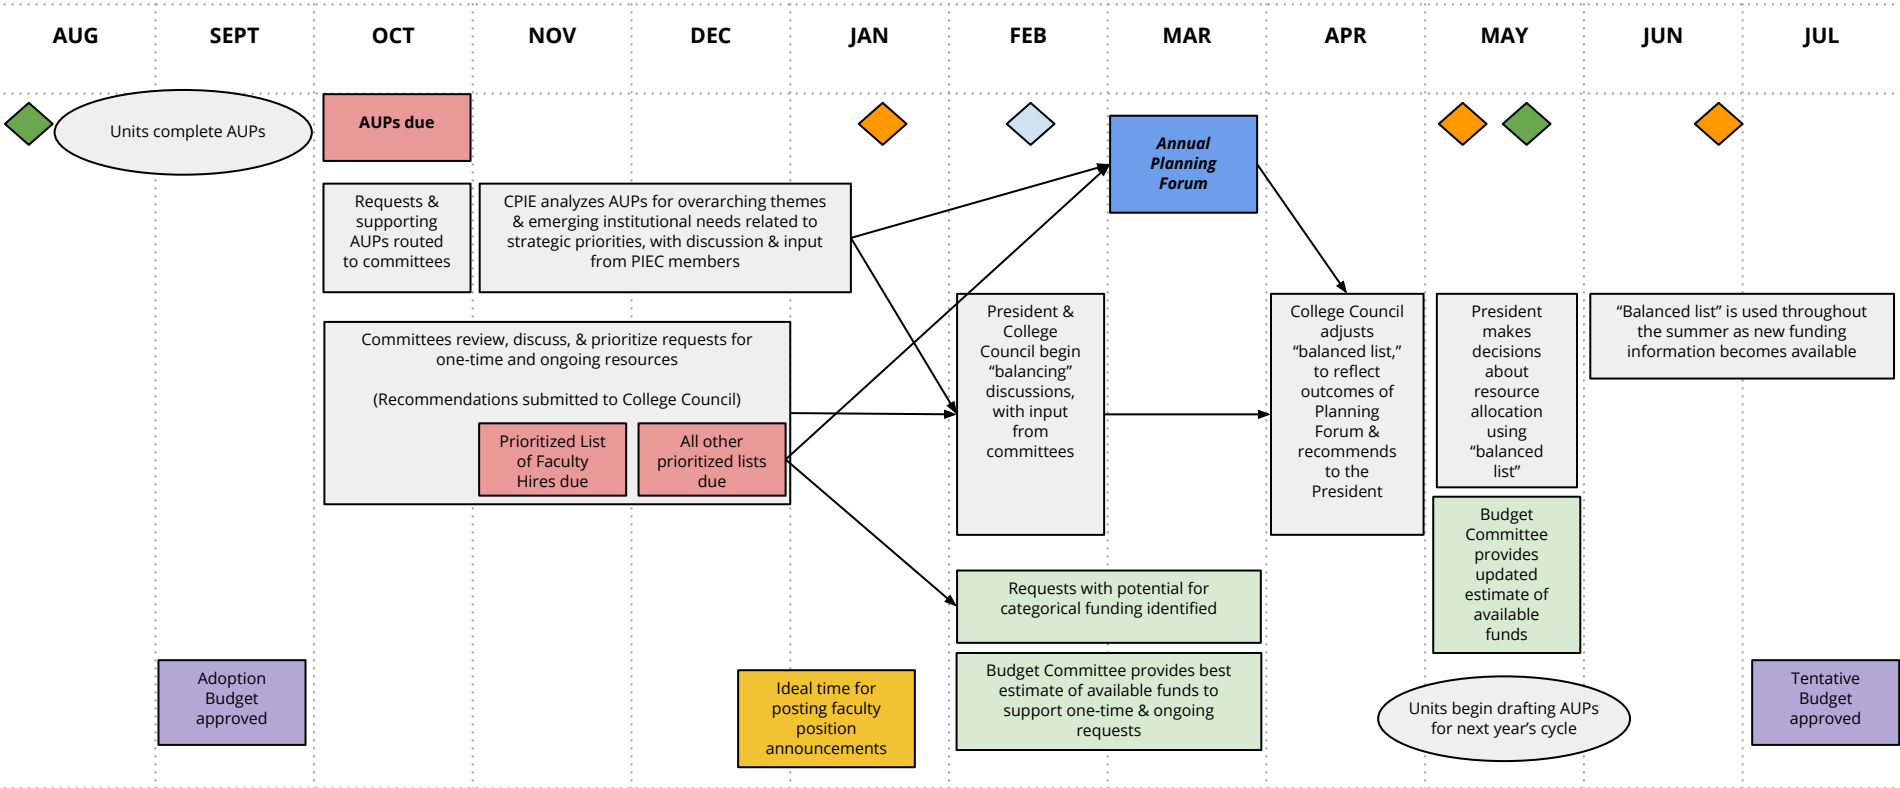 AUG
SEPT
OCT
NOV
DEC
JAN
FEB
MAR
APR
MAY
JUN
JUL
Units complete AUPs
AUPs due
Annual
Planning
Forum
Requests &
supporting
AUPs routed
to committees
CPIE analyzes AUPs for overarching themes
& emerging institutional needs related to
strategic priorities, with discussion & input
from PIEC members
Committees review, discuss, & prioritize requests for
one-time and ongoing resources
(Recommendations submitted to College Council)
Prioritized List
of Faculty
Hires due
All other
prioritized lists
due
President &
College
Council begin
“balancing”
discussions,
with input
from
committees
College Council
adjusts
“balanced list,”
to reflect
outcomes of
Planning
Forum &
recommends
to the
President
President
makes
decisions
about
resource
allocation
using
“balanced
list”
“Balanced list” is used throughout
the summer as new funding
information becomes available
Budget
Committee
provides
updated
estimate of
available
funds
Requests with potential for
categorical funding identified
Adoption
Budget
approved
Ideal time for
posting faculty
position
announcements
Budget Committee provides best
estimate of available funds to
support one-time & ongoing
requests
Units begin drafting AUPs
for next year’s cycle
Tentative
Budget
approved